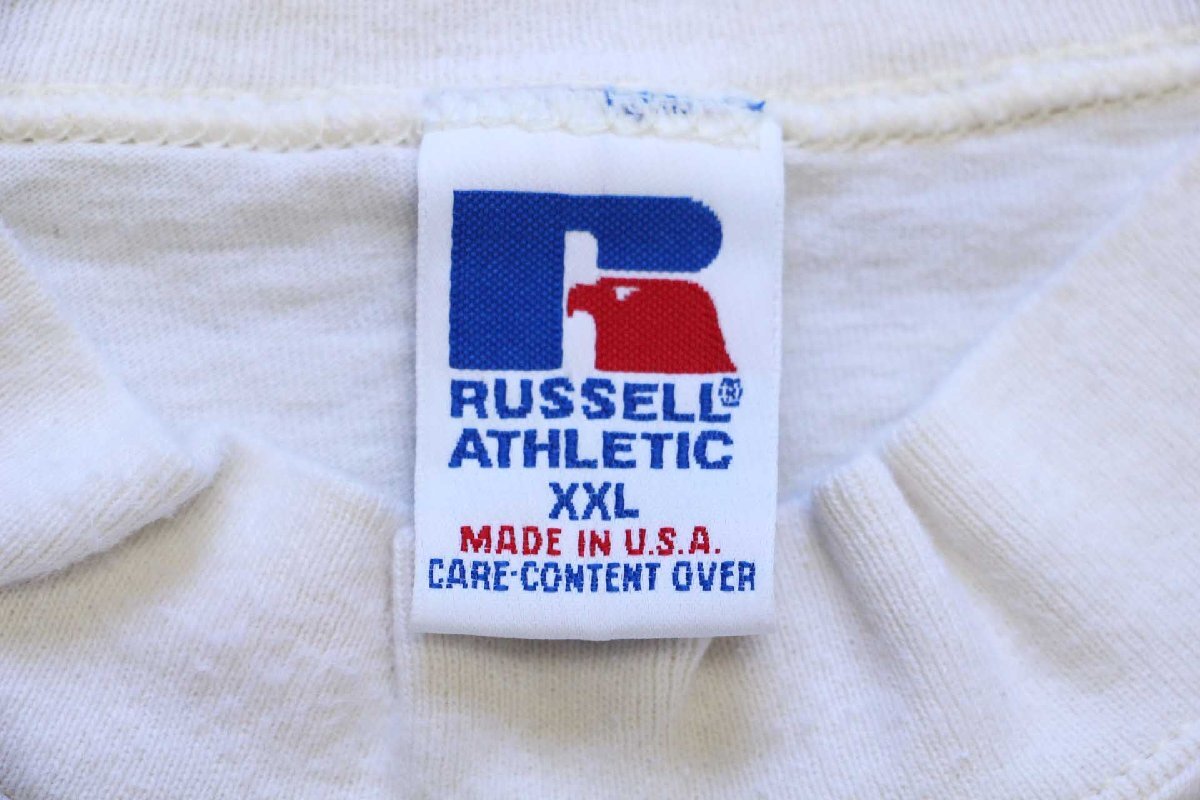 RUSSELL®
ATHLETIC
XXL
MADE IN U.S.A.
CARE-CONTENT OVER